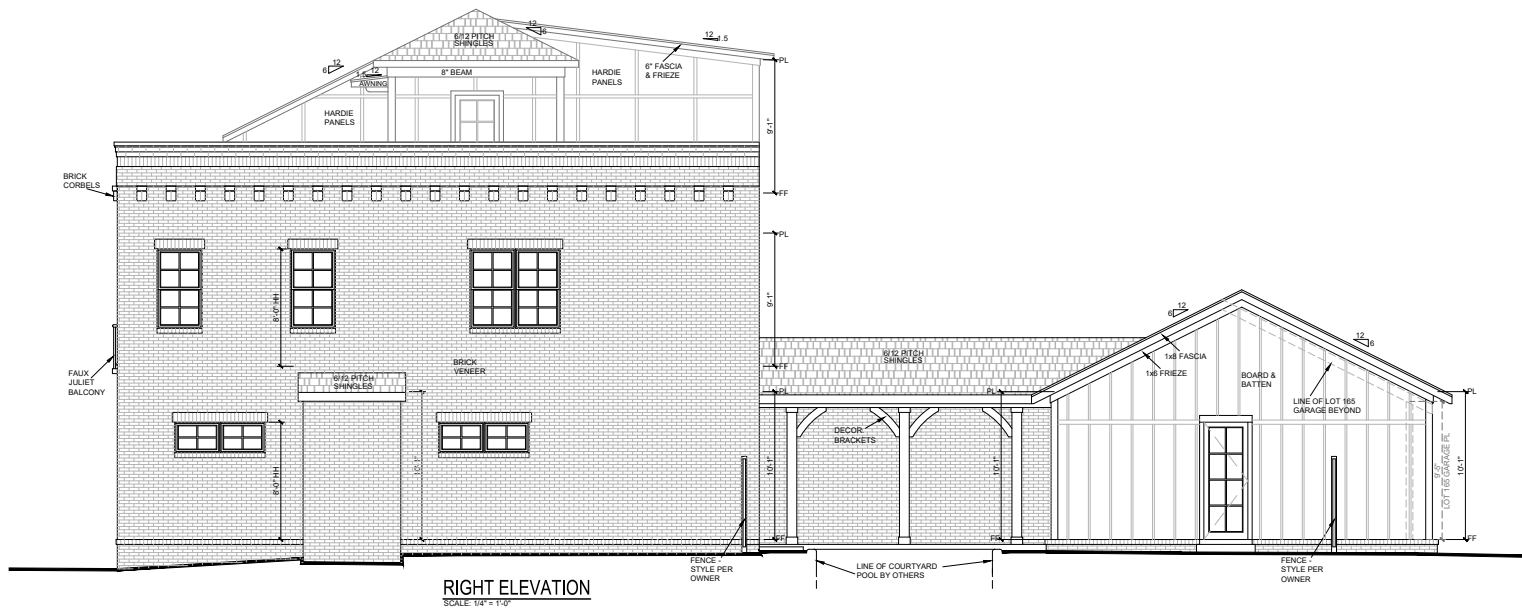 12
6
12
1.5
6/12 PITCH
SHINGLES
PL
12
6
12
1.5
8" BEAM
HARDIE
PANELS
6" FASCIA
& FRIEZE
AWNING
HARDIE
PANELS
9'-1"
BRICK
CORBELS
FF
PL
8'-0" HH
9'-1"
12
6
12
6
FAUX
JULIET
BALCONY
BRICK
VENEER
6/12 PITCH
SHINGLES
FF
1x8 FASCIA
1x6 FRIEZE
6/12 PITCH
SHINGLES
BOARD &
BATTEN
PL
PL
PL
LINE OF LOT 165
GARAGE BEYOND
DECOR.
BRACKETS
8'-0" HH
10'-1"
10'-1"
10'-1"
9'-8"
LOT 165 GARAGE PL
10'-1"
FF
FF
FF
FENCE -
STYLE PER
OWNER
LINE OF COURTYARD
POOL BY OTHERS
FENCE -
STYLE PER
OWNER
RIGHT ELEVATION
SCALE: 1/4" = 1'-0"